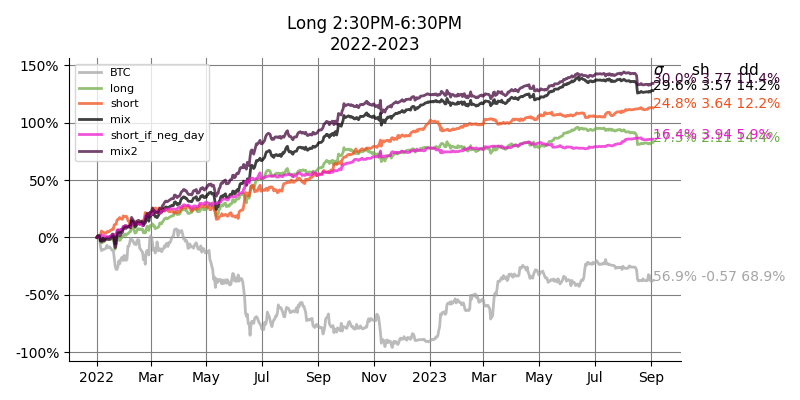 Long 2:30PM-6:30PM
2022-2023
σ sb dd
150%
100%
50%
0%
-50%
-100%
BTC
long
short
mix
short_if_neg_day
mix2
30.0% 3.77 11.4%
29.6% 3.57 14.2%
24.8% 3.64 12.2%
16.4% 3.94 5.9%
56.9% -0.57 68.9%
2022 Mar May Jul Sep Nov 2023 Mar May Jul Sep